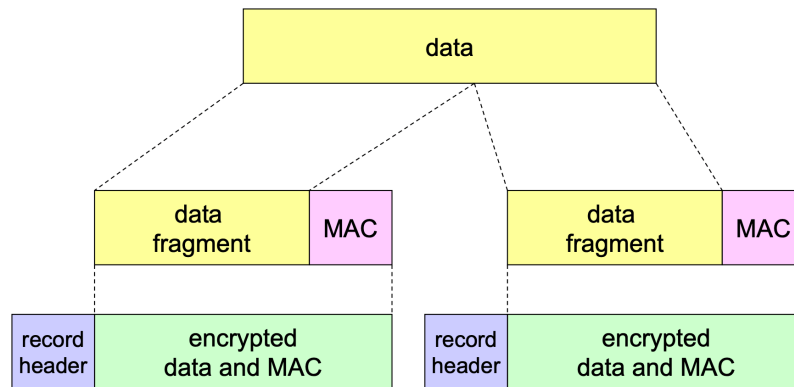 data
data
fragment
MAC
data
fragment
MAC
record
header
encrypted
data and MAC
record
header
encrypted
data and MAC